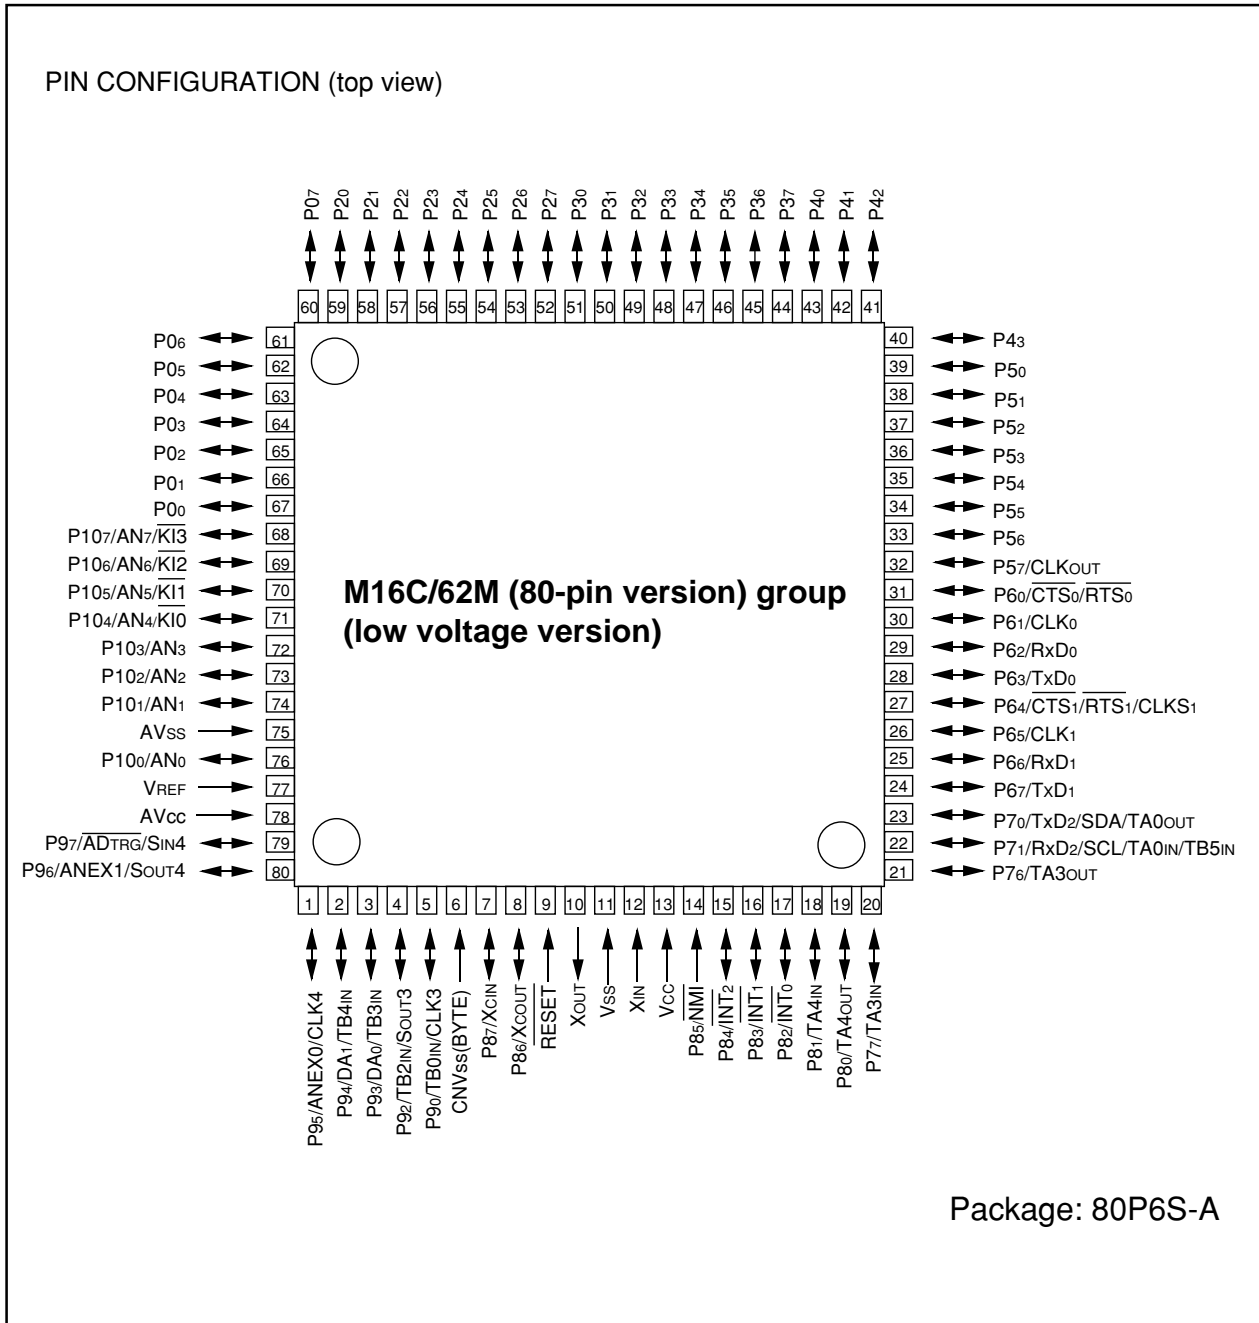 PIN CONFIGURATION (top view)
P07
P20
P21
P22
P23
P24
P25
P26
P27
P30
P31
P32
P33
P34
P35
P36
P37
P40
P41
P42
60 59 58 57 56 55 54 53 52 51 50 49 48 47 46 45 44 43 42 41
P06 61
P05 62
P04 63
P03 64
P02 65
P01 66
P00 67
P107/AN7/KI3 68
P106/AN6/KI2 69
P105/AN5/KI1 70
P104/AN4/KI0 71
P103/AN3 72
P102/AN2 73
P101/AN1 74
AVSS 75
P100/AN0 76
VREF 77
AVCC 78
P97/ADTRG/SIN4 79
P96/ANEX1/SOUT4 80
M16C/62M (80-pin version) group
(low voltage version)
40 P43
39 P50
38 P51
37 P52
36 P53
35 P54
34 P55
33 P56
32 P57/CLKOUT
31 P60/CTS0/RTS0
30 P61/CLK0
29 P62/RxD0
28 P63/TxD0
27 P64/CTS1/RTS1/CLKS1
26 P65/CLK1
25 P66/RxD1
24 P67/TxD1
23 P70/TxD2/SDA/TA0OUT
22 P71/RxD2/SCL/TA0IN/TB5IN
21 P76/TA3OUT
1 2 3 4 5 6 7 8 9 10 11 12 13 14 15 16 17 18 19 20
P95/ANEX0/CLK4
P94/DA1/TB4IN
P93/DA0/TB3IN
P92/TB2IN/SOUT3
P90/TB0IN/CLK3
CNVSS(BYTE)
P87/XCIN
P86/XCOUT
RESET
XOUT
VSS
XIN
VCC
P85/NMI
P84/INT2
P83/INT1
P82/INT0
P81/TA4IN
P80/TA4OUT
P77/TA3IN
Package: 80P6S-A